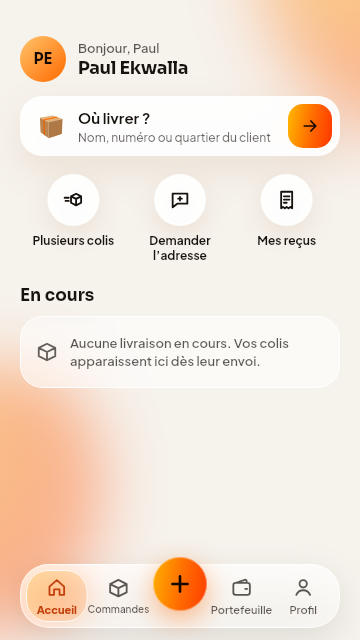 PE
Bonjour, Paul
Paul Ekwalla
Où livrer ?
Nom, numéro ou quartier du client
Plusieurs colis
Demander
l'adresse
Mes reçus
En cours
Aucune livraison en cours. Vos colis
apparaissent ici dès leur envoi.
Accueil
Commandes
Portefeuille
Profil